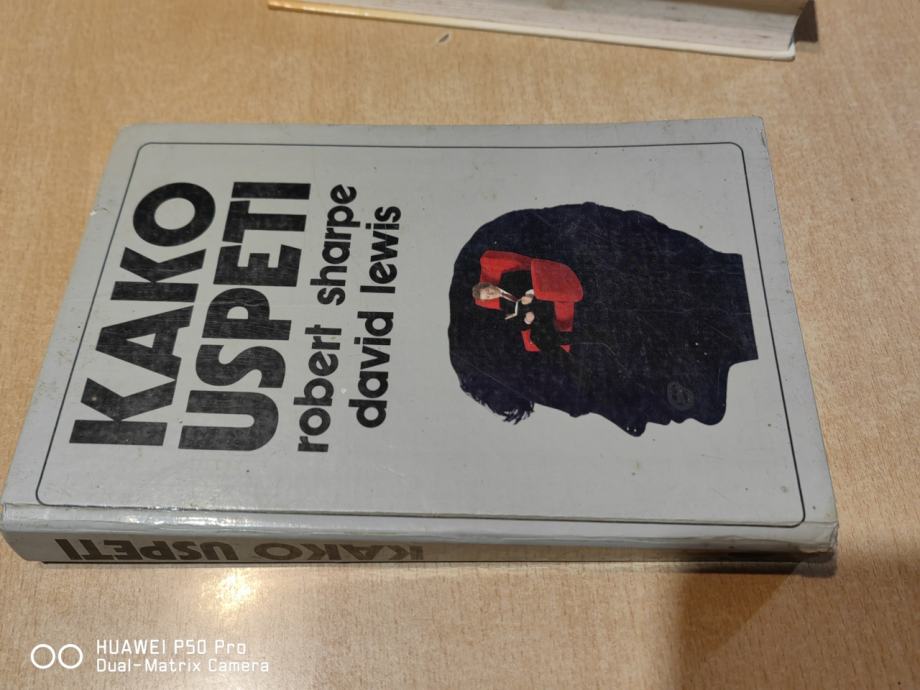 KAKO
USPETI
robert sharpe
david lewis
KAKO USPETI
HUAWEI P50 Pro
Dual-Matrix Camera